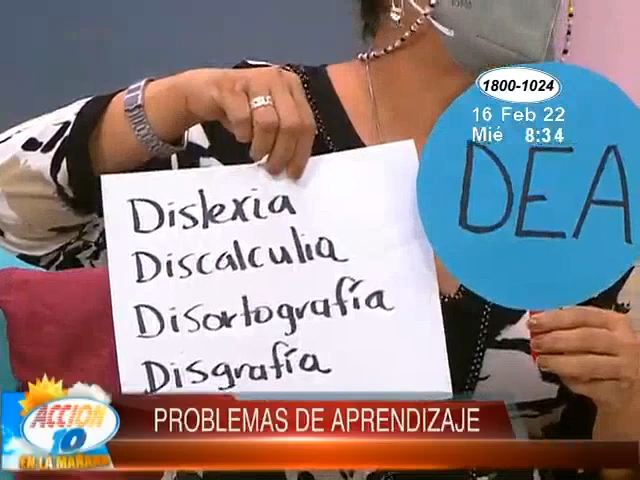 1800-1024
16 Feb 22
Mié 8:34
DEA
Dislexia
Discalculia
Disortografía
Disgrafía
PROBLEMAS DE APRENDIZAJE
ACCION
10
EN LA MAÑANA